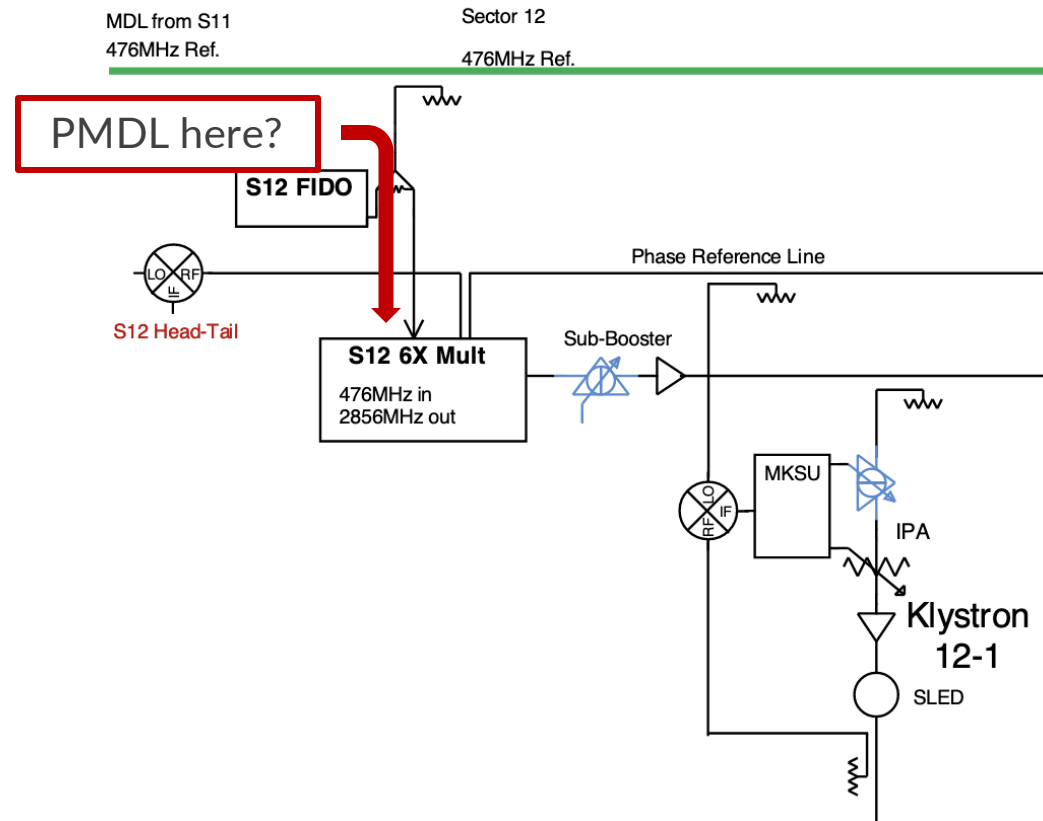 MDL from S11
476MHz Ref.
Sector 12
476MHz Ref.
PMDL here?
S12 FIDO
LO
RF
IF
S12 Head-Tail
Phase Reference Line
S12 6X Mult
476MHz in
2856MHz out
Sub-Booster
LO
IF
RF
MKSU
IPA
Klystron
12-1
SLED